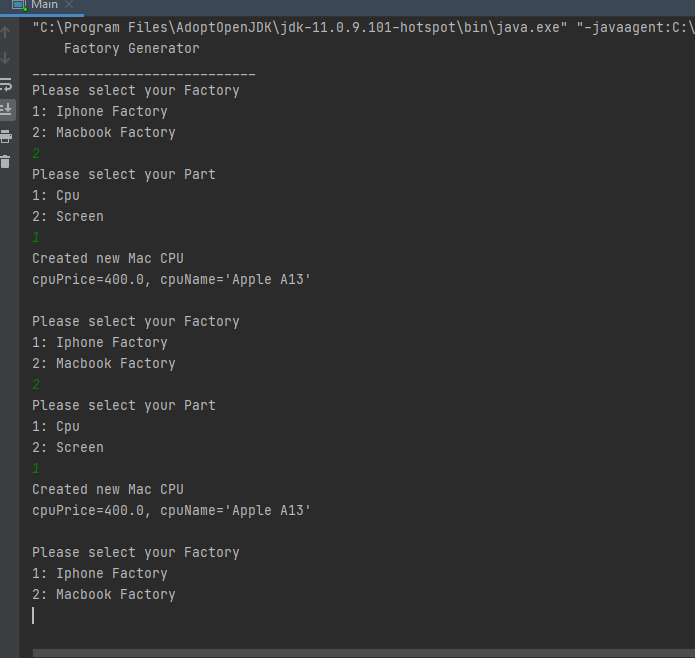 Main
"C:\Program Files\AdoptOpenJDK\jdk-11.0.9.101-hotspot\bin\java.exe" "-javaagent:C:\
Factory Generator
____________________________
Please select your Factory
1: Iphone Factory
2: Macbook Factory
2
Please select your Part
1: Cpu
2: Screen
1
Created new Mac CPU
cpuPrice=400.0, cpuName='Apple A13'
Please select your Factory
1: Iphone Factory
2: Macbook Factory
2
Please select your Part
1: Cpu
2: Screen
1
Created new Mac CPU
cpuPrice=400.0, cpuName='Apple A13'
Please select your Factory
1: Iphone Factory
2: Macbook Factory